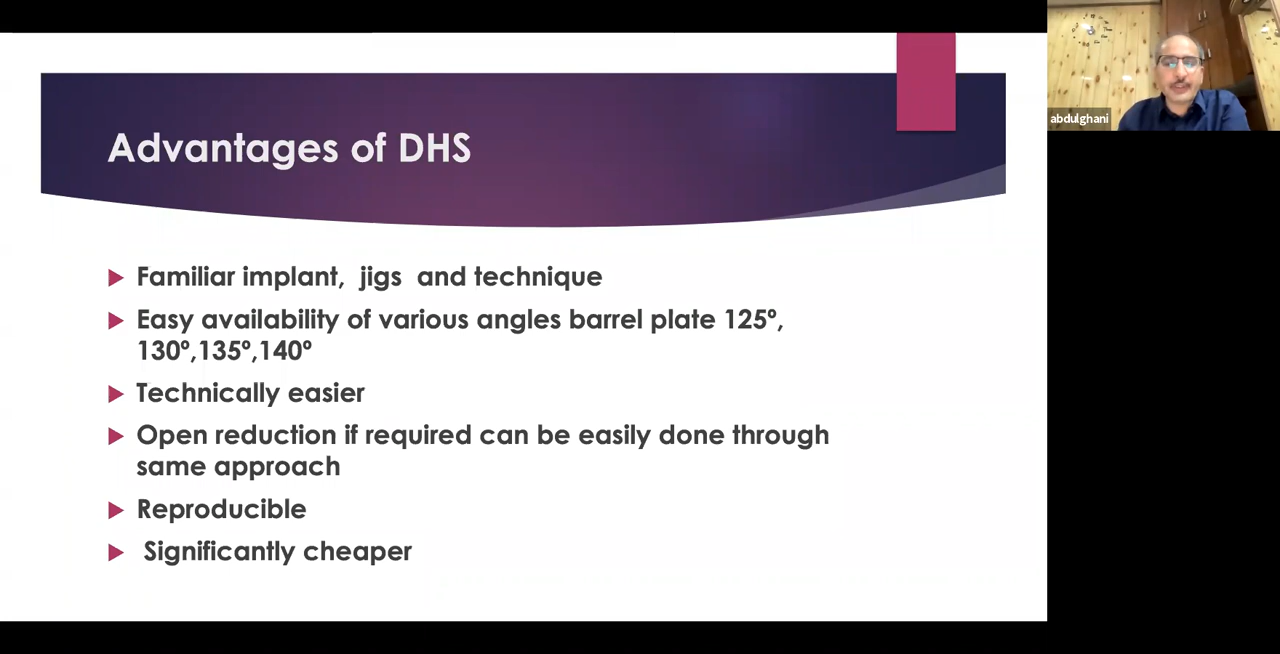 Advantages of DHS
Familiar implant, jigs and technique
Easy availability of various angles barrel plate 125º,
130º,135º,140º
Technically easier
Open reduction if required can be easily done through
same approach
Reproducible
Significantly cheaper
abdulghani